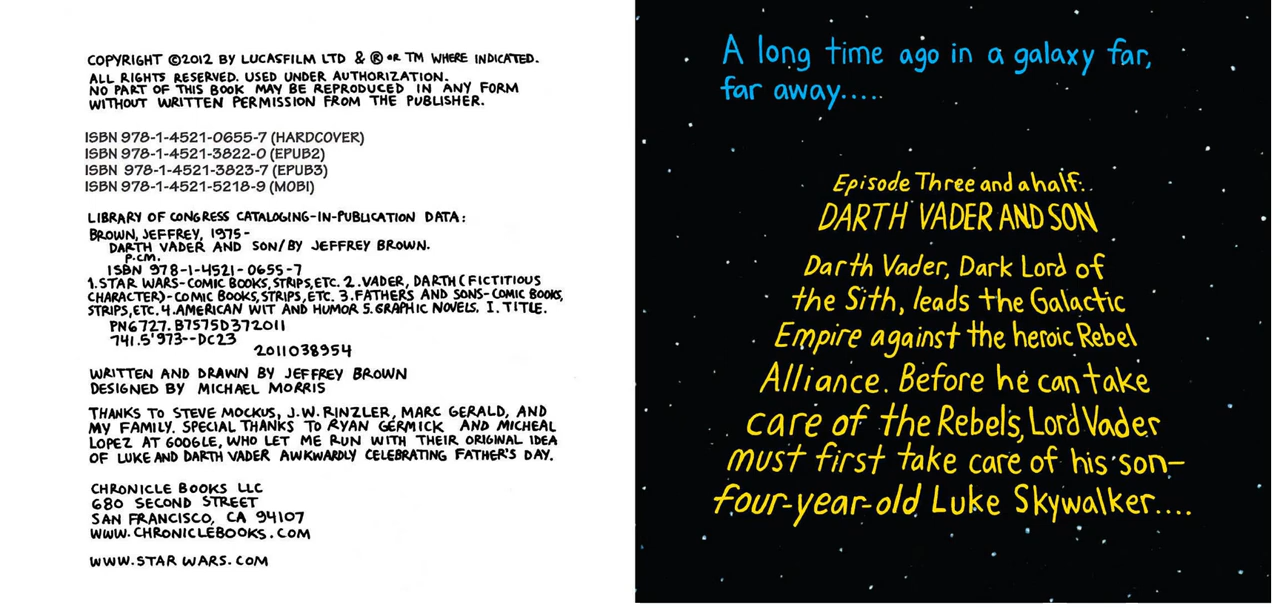 COPYRIGHT ©2012 BY LUCASFILM LTD & ® OR TM WHERE INDICATED.
ALL RIGHTS RESERVED. USED UNDER AUTHORIZATION.
NO PART OF THIS BOOK MAY BE REPRODUCED IN ANY FORM
WITHOUT WRITTEN PERMISSION FROM THE PUBLISHER.
ISBN 978-1-4521-0655-7 (HARDCOVER)
ISBN 978-1-4521-3822-0 (EPUB2)
ISBN 978-1-4521-3823-7 (EPUB3)
ISBN 978-1-4521-5218-9 (MOBI)
LIBRARY OF CONGRESS CATALOGING-IN-PUBLICATION DATA:
BROWN, JEFFREY, 1975-
DARTH VADER AND SON/BY JEFFREY BROWN.
P.CM.
ISBN 978-1-4521-0655-7
1.STAR WARS-COMIC BOOKS, STRIPS, ETC. 2.VADER, DARTH (FICTITIOUS
CHARACTER)-COMIC BOOKS, STRIPS, ETC. 3.FATHERS AND SONS-COMIC BOOKS,
STRIPS, ETC. 4.AMERICAN WIT AND HUMOR 5.GRAPHIC NOVELS. I. TITLE.
PN6727.B7575D372011
741.5'973--DC23
2011038954
WRITTEN AND DRAWN BY JEFFREY BROWN
DESIGNED BY MICHAEL MORRIS
THANKS TO STEVE MOCKUS, J.W. RINZLER, MARC GERALD, AND
MY FAMILY. SPECIAL THANKS TO RYAN GERMICK AND MICHEAL
LOPEZ AT GOOGLE, WHO LET ME RUN WITH THEIR ORIGINAL IDEA
OF LUKE AND DARTH VADER AWKWARDLY CELEBRATING FATHER'S DAY.
CHRONICLE BOOKS LLC
680 SECOND STREET
SAN FRANCISCO, CA 94107
WWW.CHRONICLEBOOKS.COM
WWW.STARWARS.COM
A long time ago in a galaxy far,
far away.....
Episode Three and a half:
DARTH VADER AND SON
Darth Vader, Dark Lord of
the Sith, leads the Galactic
Empire against the heroic Rebel
Alliance. Before he can take
care of the Rebels, Lord Vader
must first take care of his son–
four-year-old Luke Skywalker....